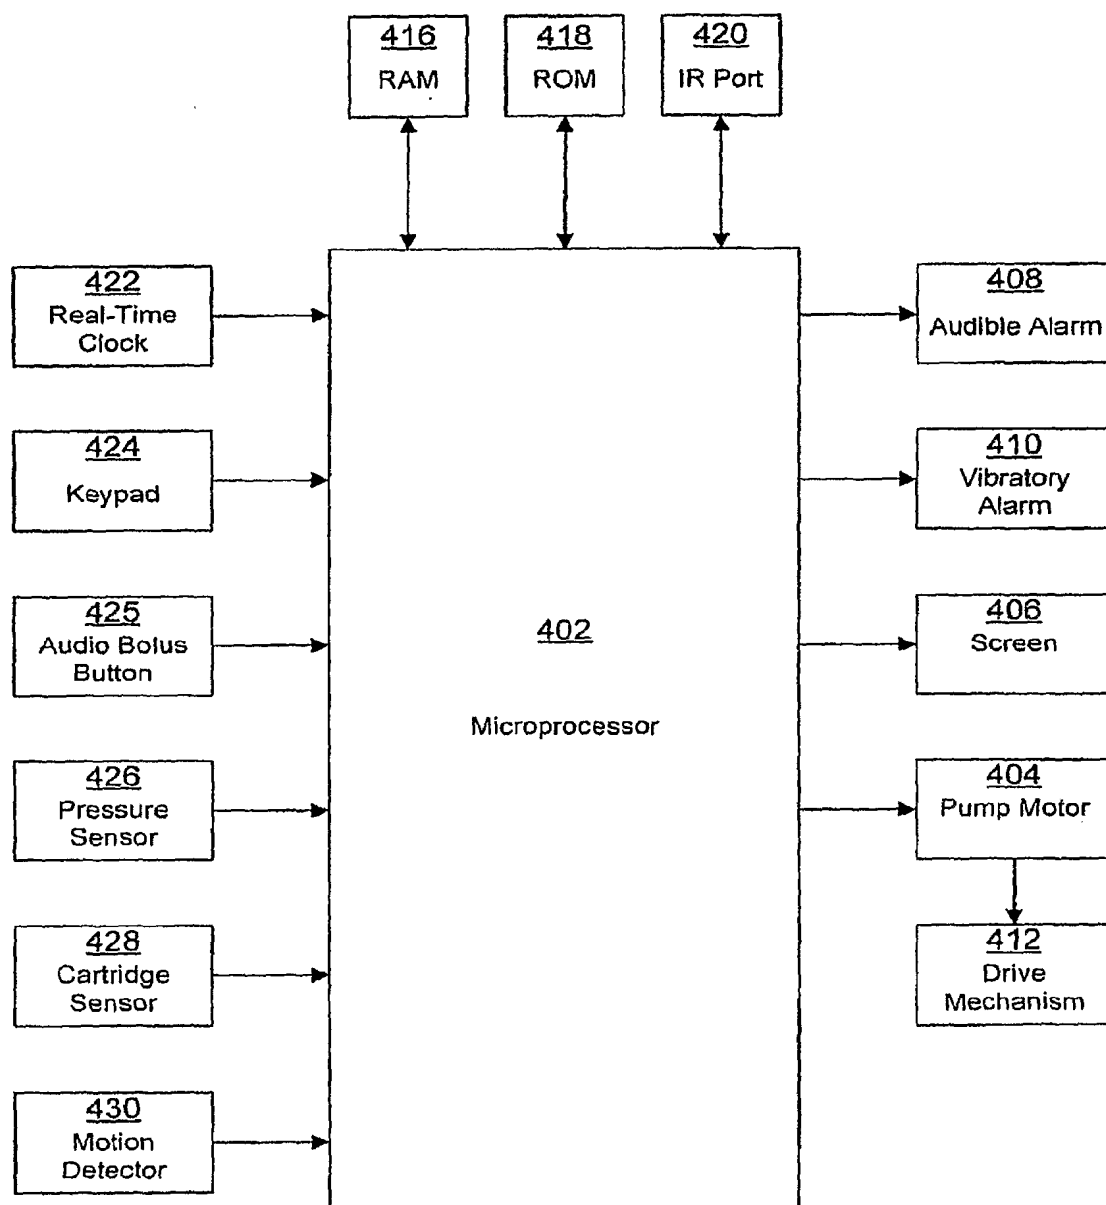 416
RAM
418
ROM
420
IR Port
422
Real-Time
Clock
424
Keypad
425
Audio Bolus
Button
426
Pressure
Sensor
428
Cartridge
Sensor
430
Motion
Detector
402
Microprocessor
408
Audible Alarm
410
Vibratory
Alarm
406
Screen
404
Pump Motor
412
Drive
Mechanism